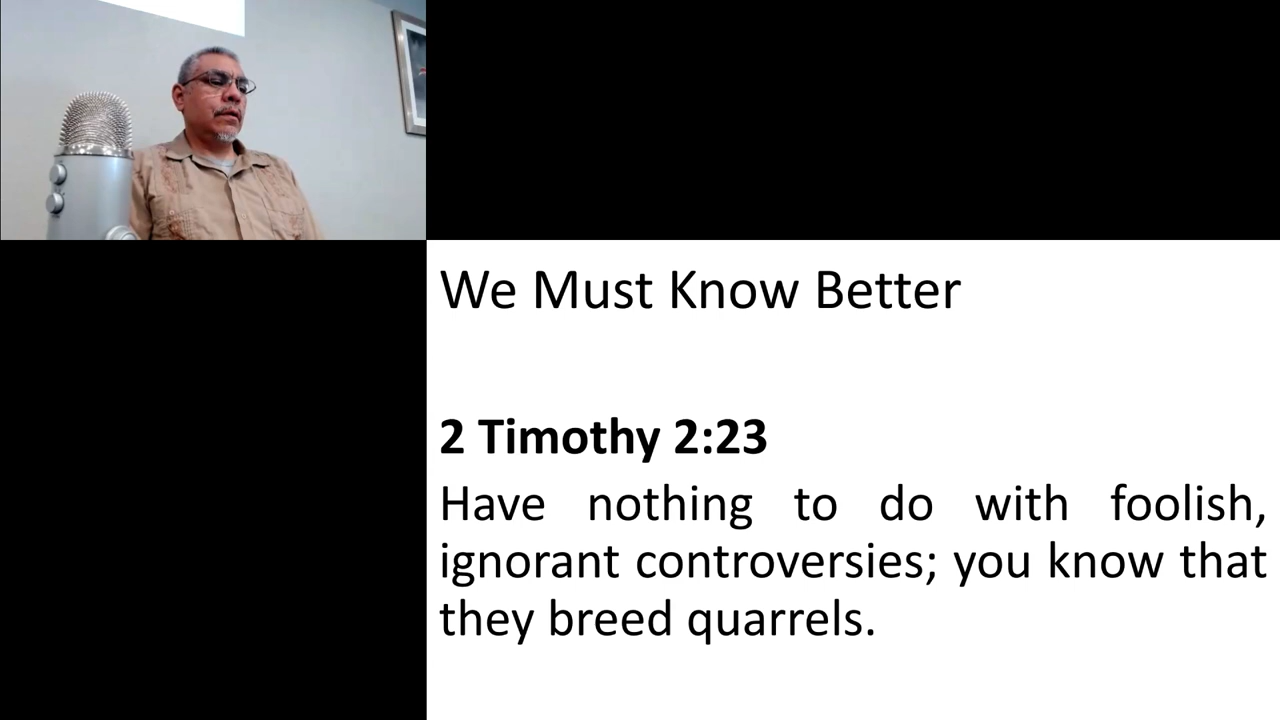 We Must Know Better
2 Timothy 2:23
Have nothing to do with foolish,
ignorant controversies; you know that
they breed quarrels.